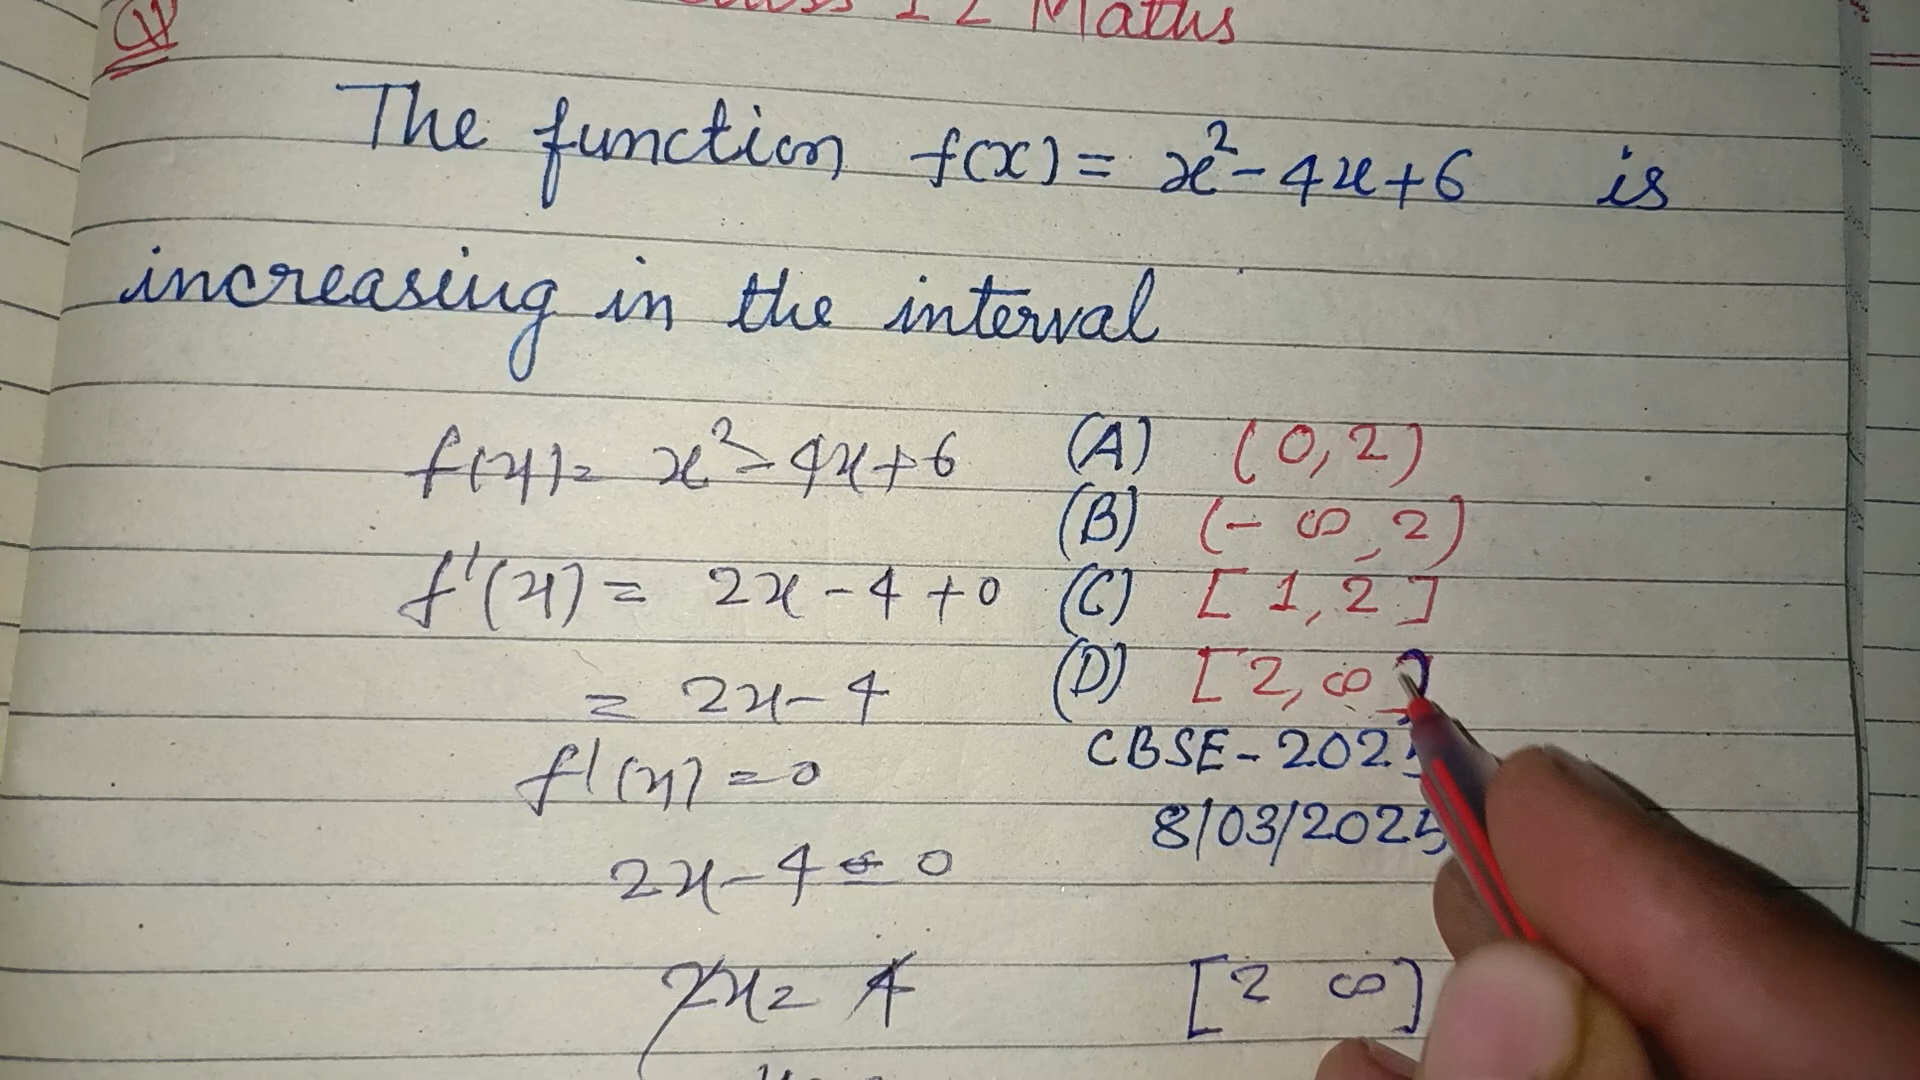 12 Maths
The function f(x) = x² - 4x + 6 is
increasing in the interval
f(x) = x² - 4x + 6
(A) (0, 2)
(B) (- ∞, 2)
f'(x) = 2x - 4 + 0
(C) [1, 2]
= 2x - 4
(D) [2, ∞)
f'(x) = 0
CBSE - 2025
2x - 4 = 0
8/03/2025
2x = 4
[2 ∞)